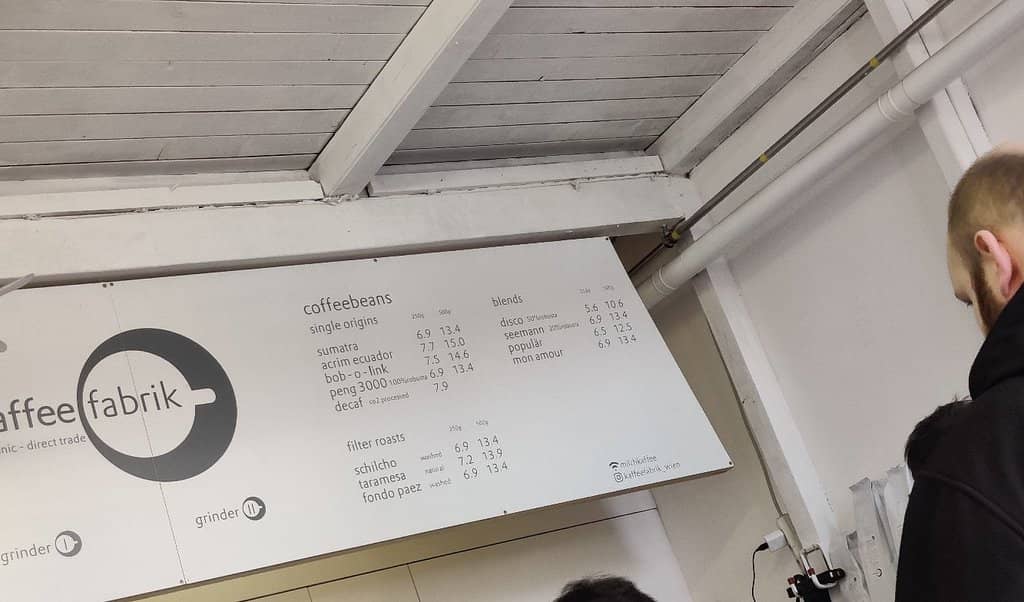 affee fabrik
nic - direct trade
grinder I
grinder II
coffeebeans
single origins 250g 500g
sumatra 6.9 13.4
acrim ecuador 7.7 15.0
bob-o-link 7.5 14.6
peng 3000 100%robusta 6.9 13.4
decaf co2 processed 7.9
filter roasts 250g 500g
schilcho washed 6.9 13.4
taramesa natural 7.2 13.9
fondo paez washed 6.9 13.4
blends 250g 500g
disco 50%robusta 5.6 10.6
seemann 20%robusta 6.9 13.4
populär 6.5 12.5
mon amour 6.9 13.4
milchkaffee
kaffeefabrik_wien